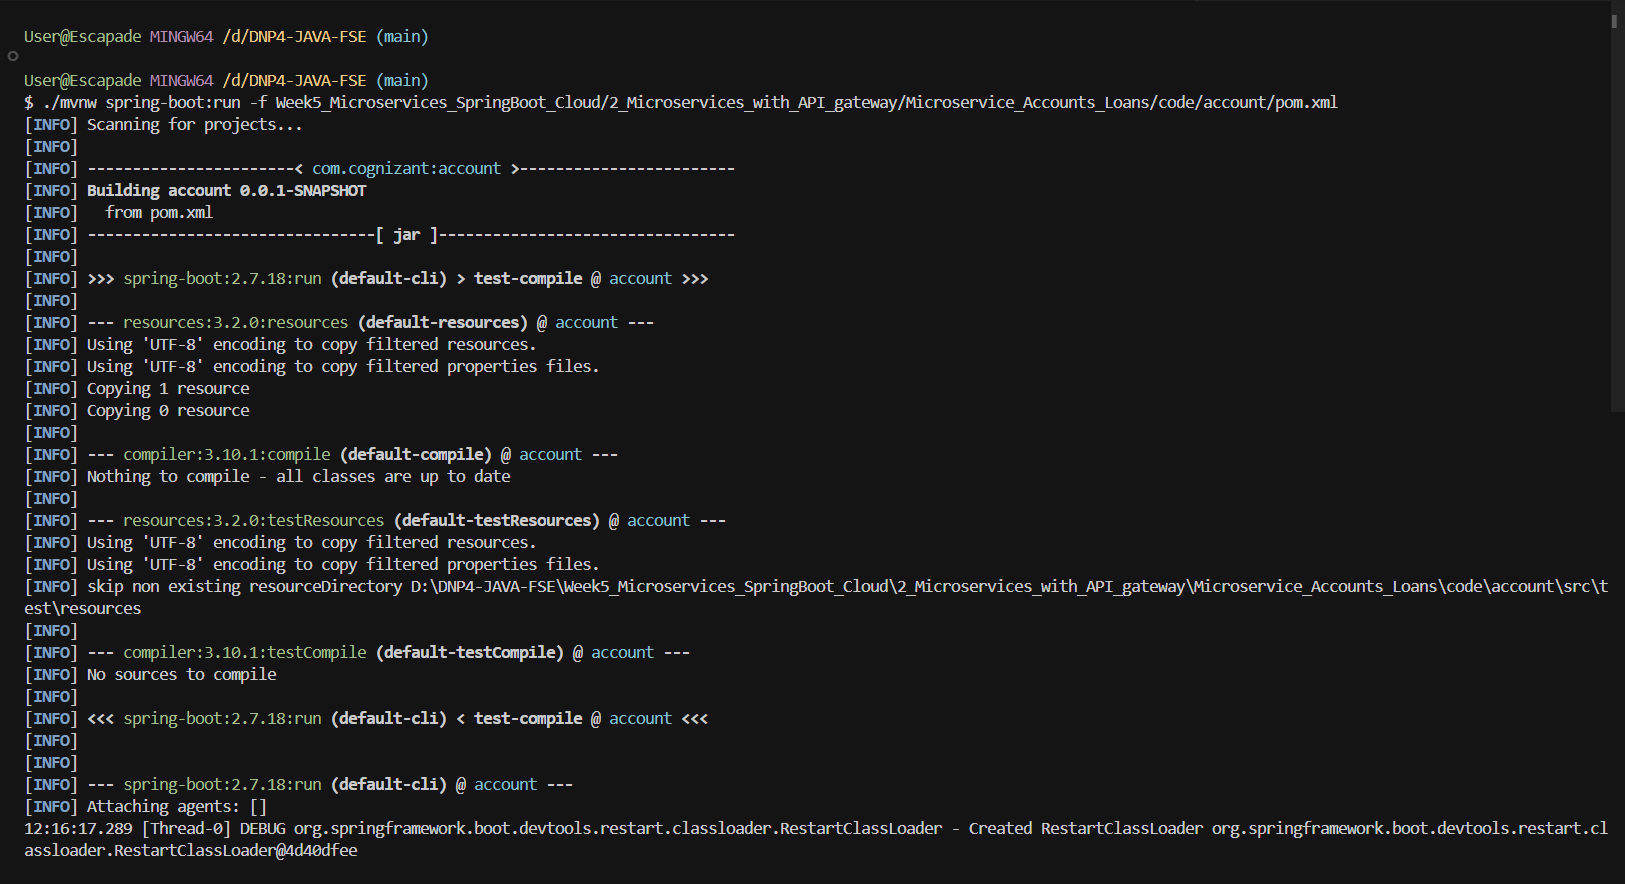 User@Escapade MINGW64 /d/DNP4-JAVA-FSE (main)
User@Escapade MINGW64 /d/DNP4-JAVA-FSE (main)
$ ./mvnw spring-boot:run -f Week5_Microservices_SpringBoot_Cloud/2_Microservices_with_API_gateway/Microservice_Accounts_Loans/code/account/pom.xml
[INFO] Scanning for projects...
[INFO]
[INFO] -----------------------< com.cognizant:account >------------------------
[INFO] Building account 0.0.1-SNAPSHOT
[INFO]   from pom.xml
[INFO] --------------------------------[ jar ]---------------------------------
[INFO]
[INFO] >>> spring-boot:2.7.18:run (default-cli) > test-compile @ account >>>
[INFO]
[INFO] --- resources:3.2.0:resources (default-resources) @ account ---
[INFO] Using 'UTF-8' encoding to copy filtered resources.
[INFO] Using 'UTF-8' encoding to copy filtered properties files.
[INFO] Copying 1 resource
[INFO] Copying 0 resource
[INFO]
[INFO] --- compiler:3.10.1:compile (default-compile) @ account ---
[INFO] Nothing to compile - all classes are up to date
[INFO]
[INFO] --- resources:3.2.0:testResources (default-testResources) @ account ---
[INFO] Using 'UTF-8' encoding to copy filtered resources.
[INFO] Using 'UTF-8' encoding to copy filtered properties files.
[INFO] skip non existing resourceDirectory D:\DNP4-JAVA-FSE\Week5_Microservices_SpringBoot_Cloud\2_Microservices_with_API_gateway\Microservice_Accounts_Loans\code\account\src\t
est\resources
[INFO]
[INFO] --- compiler:3.10.1:testCompile (default-testCompile) @ account ---
[INFO] No sources to compile
[INFO]
[INFO] <<< spring-boot:2.7.18:run (default-cli) < test-compile @ account <<<
[INFO]
[INFO]
[INFO] --- spring-boot:2.7.18:run (default-cli) @ account ---
[INFO] Attaching agents: []
12:16:17.289 [Thread-0] DEBUG org.springframework.boot.devtools.restart.classloader.RestartClassLoader - Created RestartClassLoader org.springframework.boot.devtools.restart.cl
assloader.RestartClassLoader@4d40dfee